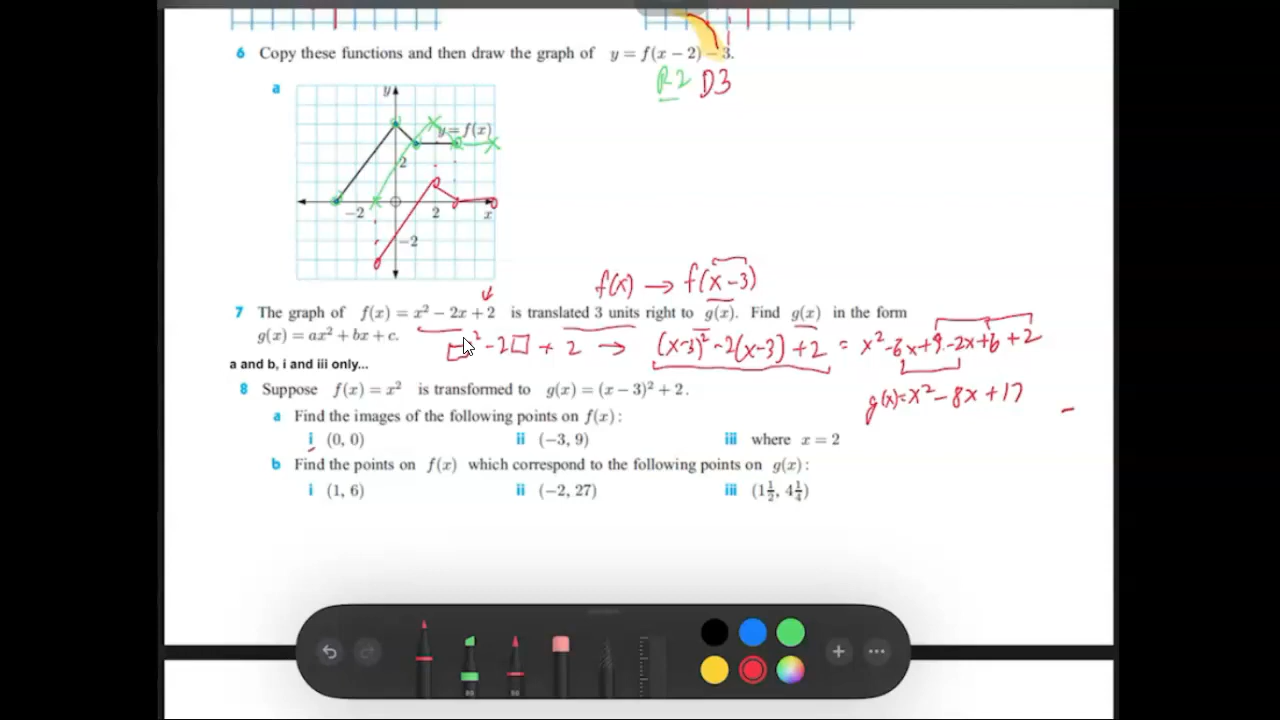 6 Copy these functions and then draw the graph of y = f(x − 2) − 3.
R2 D3
a
y
y = f(x)
2
−2
2
x
−2
f(x) → f(x−3)
7 The graph of f(x) = x² − 2x + 2 is translated 3 units right to g(x). Find g(x) in the form
g(x) = ax² + bx + c.
□² − 2□ + 2 → (x−3)² − 2(x−3) + 2 = x² − 6x + 9 − 2x + 6 + 2
a and b, i and iii only...
g(x) = x² − 8x + 17
8 Suppose f(x) = x² is transformed to g(x) = (x − 3)² + 2.
a Find the images of the following points on f(x):
i (0, 0) ii (−3, 9) iii where x = 2
b Find the points on f(x) which correspond to the following points on g(x):
i (1, 6) ii (−2, 27) iii (1½, 4¼)